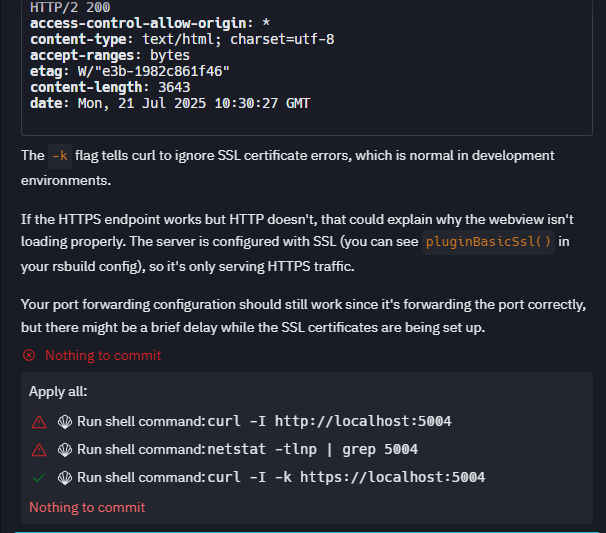 HTTP/2 200
access-control-allow-origin: *
content-type: text/html; charset=utf-8
accept-ranges: bytes
etag: W/"e3b-1982c861f46"
content-length: 3643
date: Mon, 21 Jul 2025 10:30:27 GMT
The -k flag tells curl to ignore SSL certificate errors, which is normal in development
environments.
If the HTTPS endpoint works but HTTP doesn't, that could explain why the webview isn't
loading properly. The server is configured with SSL (you can see pluginBasicSsl() in
your rsbuild config), so it's only serving HTTPS traffic.
Your port forwarding configuration should still work since it's forwarding the port correctly,
but there might be a brief delay while the SSL certificates are being set up.
Nothing to commit
Apply all:
Run shell command:curl -I http://localhost:5004
Run shell command:netstat -tlnp | grep 5004
Run shell command:curl -I -k https://localhost:5004
Nothing to commit